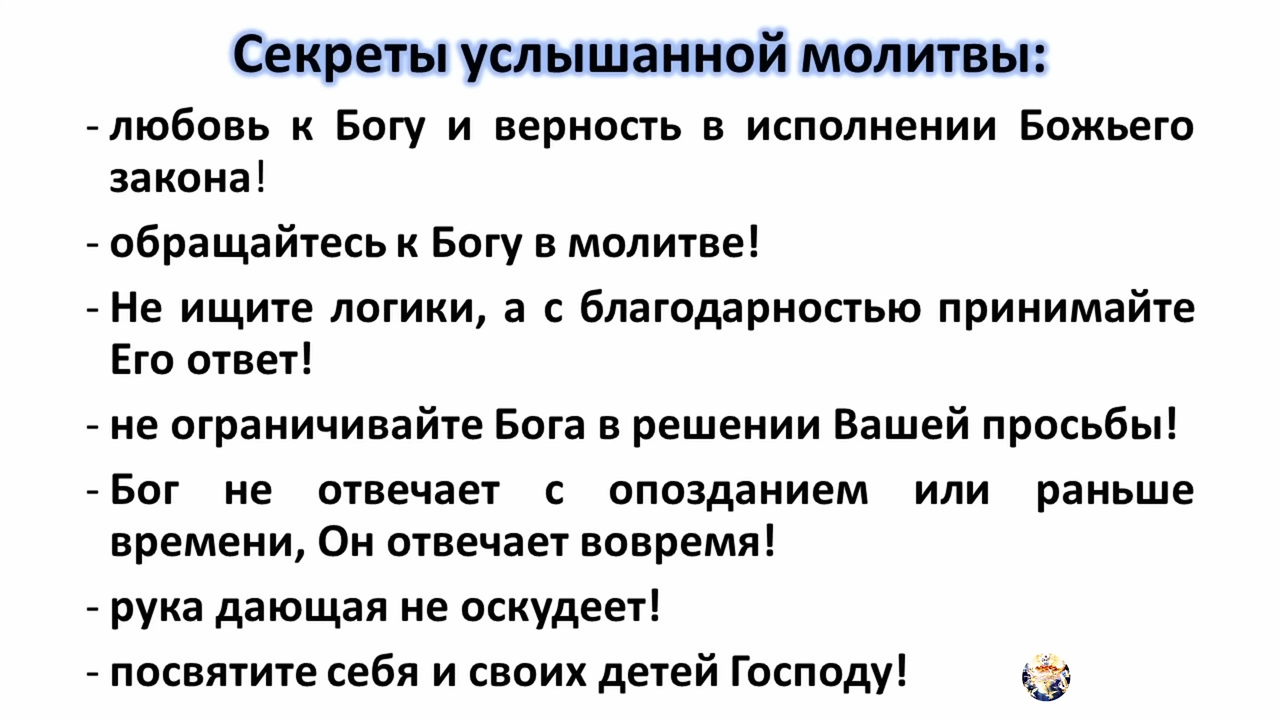 Секреты услышанной молитвы:
- любовь к Богу и верность в исполнении Божьего
закона!
- обращайтесь к Богу в молитве!
- Не ищите логики, а с благодарностью принимайте
Его ответ!
- не ограничивайте Бога в решении Вашей просьбы!
- Бог не отвечает с опозданием или раньше
времени, Он отвечает вовремя!
- рука дающая не оскудеет!
- посвятите себя и своих детей Господу!